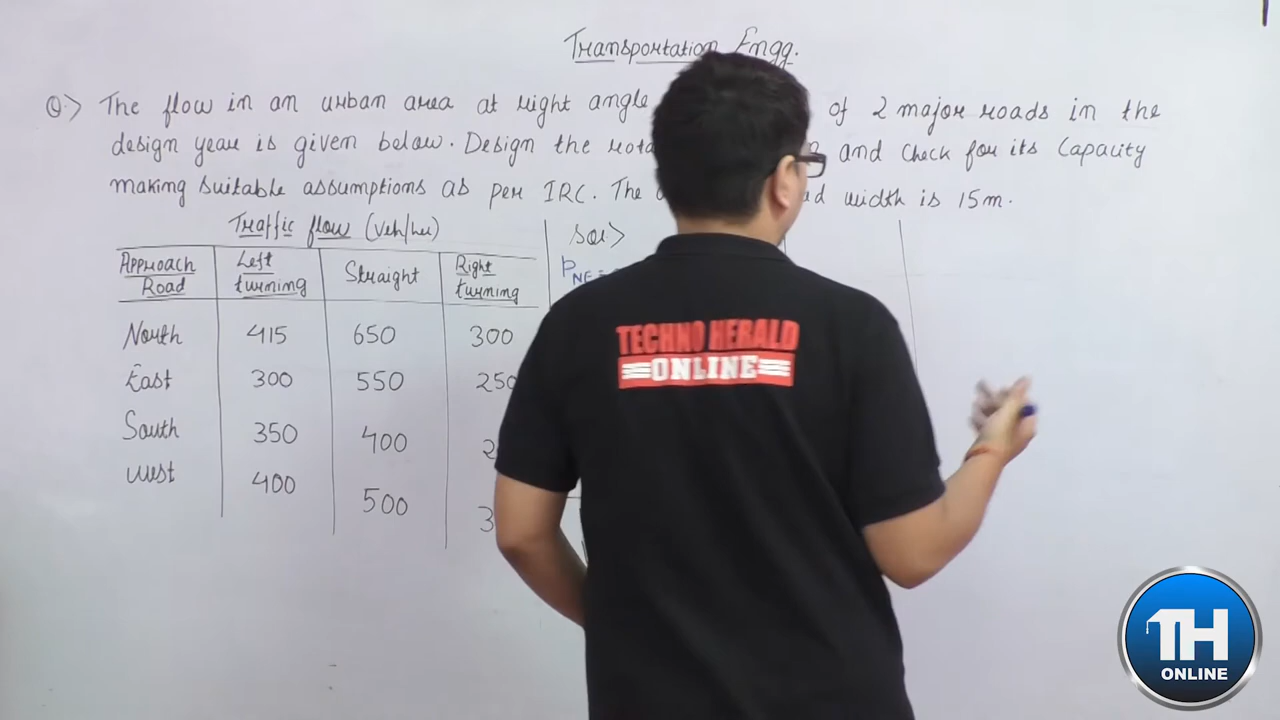 Transportation Engg.
Q.> The flow in an urban area at right angle of 2 major roads in the
design year is given below. Design the and check for its Capacity
making suitable assumptions as per IRC. The width is 15m.
Traffic flow (Veh/hr)
Approach Road Left turning Straight Right turning
North 415 650 300
East 300 550 250
South 350 400
West 400 500
Sol>
PNE =
TECHNO HERALD
ONLINE
TH
ONLINE